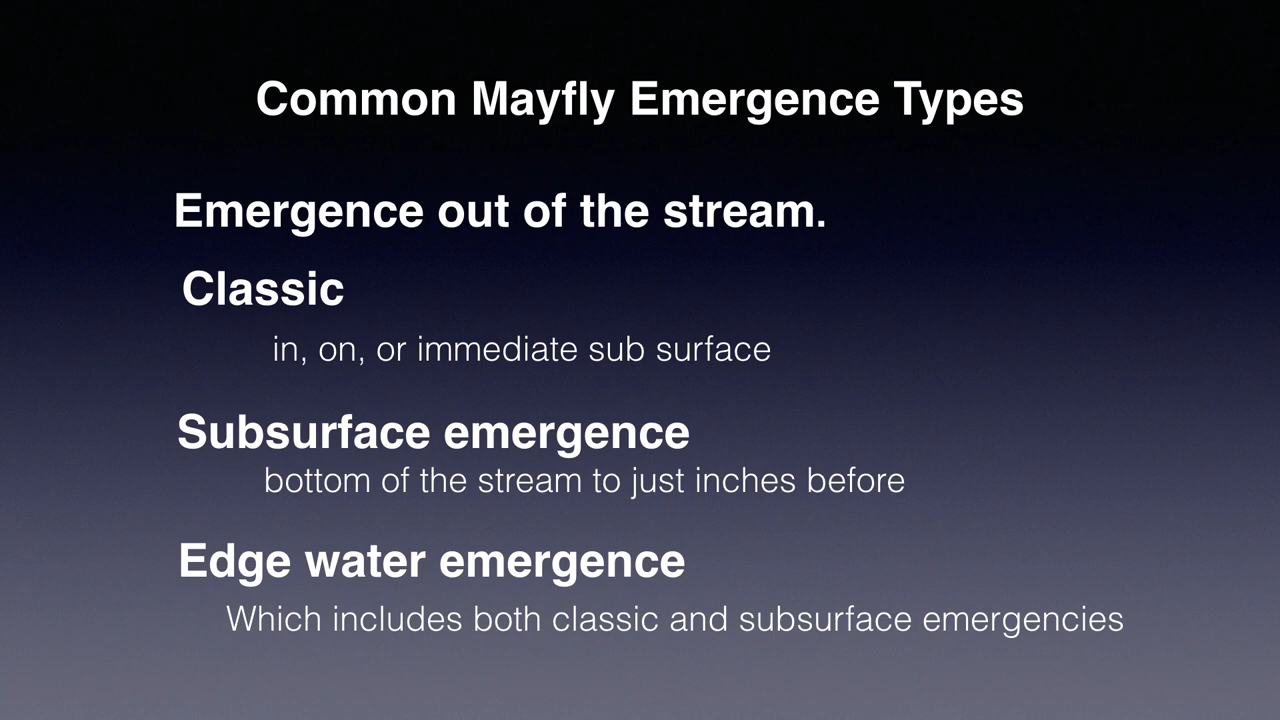 Common Mayfly Emergence Types
Emergence out of the stream.
Classic
in, on, or immediate sub surface
Subsurface emergence
bottom of the stream to just inches before
Edge water emergence
Which includes both classic and subsurface emergencies